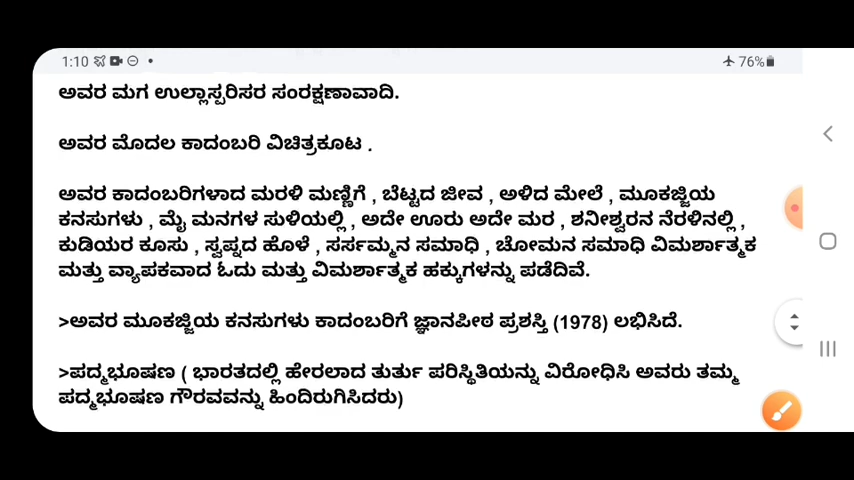 1:10
76%
ಅವರ ಮಗ ಉಲ್ಲಾಸ್ಪರಿಸರ ಸಂರಕ್ಷಣಾವಾದಿ.
ಅವರ ಮೊದಲ ಕಾದಂಬರಿ ವಿಚಿತ್ರಕೂಟ .
ಅವರ ಕಾದಂಬರಿಗಳಾದ ಮರಳಿ ಮಣ್ಣಿಗೆ , ಬೆಟ್ಟದ ಜೀವ , ಅಳಿದ ಮೇಲೆ , ಮೂಕಜ್ಜಿಯ
ಕನಸುಗಳು , ಮೈ ಮನಗಳ ಸುಳಿಯಲ್ಲಿ , ಅದೇ ಊರು ಅದೇ ಮರ , ಶನೀಶ್ವರನ ನೆರಳಿನಲ್ಲಿ ,
ಕುಡಿಯರ ಕೂಸು , ಸ್ವಪ್ನದ ಹೊಳೆ , ಸರ್ಸಮ್ಮನ ಸಮಾಧಿ , ಚೋಮನ ಸಮಾಧಿ ವಿಮರ್ಶಾತ್ಮಕ
ಮತ್ತು ವ್ಯಾಪಕವಾದ ಓದು ಮತ್ತು ವಿಮರ್ಶಾತ್ಮಕ ಹಕ್ಕುಗಳನ್ನು ಪಡೆದಿವೆ.
>ಅವರ ಮೂಕಜ್ಜಿಯ ಕನಸುಗಳು ಕಾದಂಬರಿಗೆ ಜ್ಞಾನಪೀಠ ಪ್ರಶಸ್ತಿ (1978) ಲಭಿಸಿದೆ.
>ಪದ್ಮಭೂಷಣ ( ಭಾರತದಲ್ಲಿ ಹೇರಲಾದ ತುರ್ತು ಪರಿಸ್ಥಿತಿಯನ್ನು ವಿರೋಧಿಸಿ ಅವರು ತಮ್ಮ
ಪದ್ಮಭೂಷಣ ಗೌರವವನ್ನು ಹಿಂದಿರುಗಿಸಿದರು)